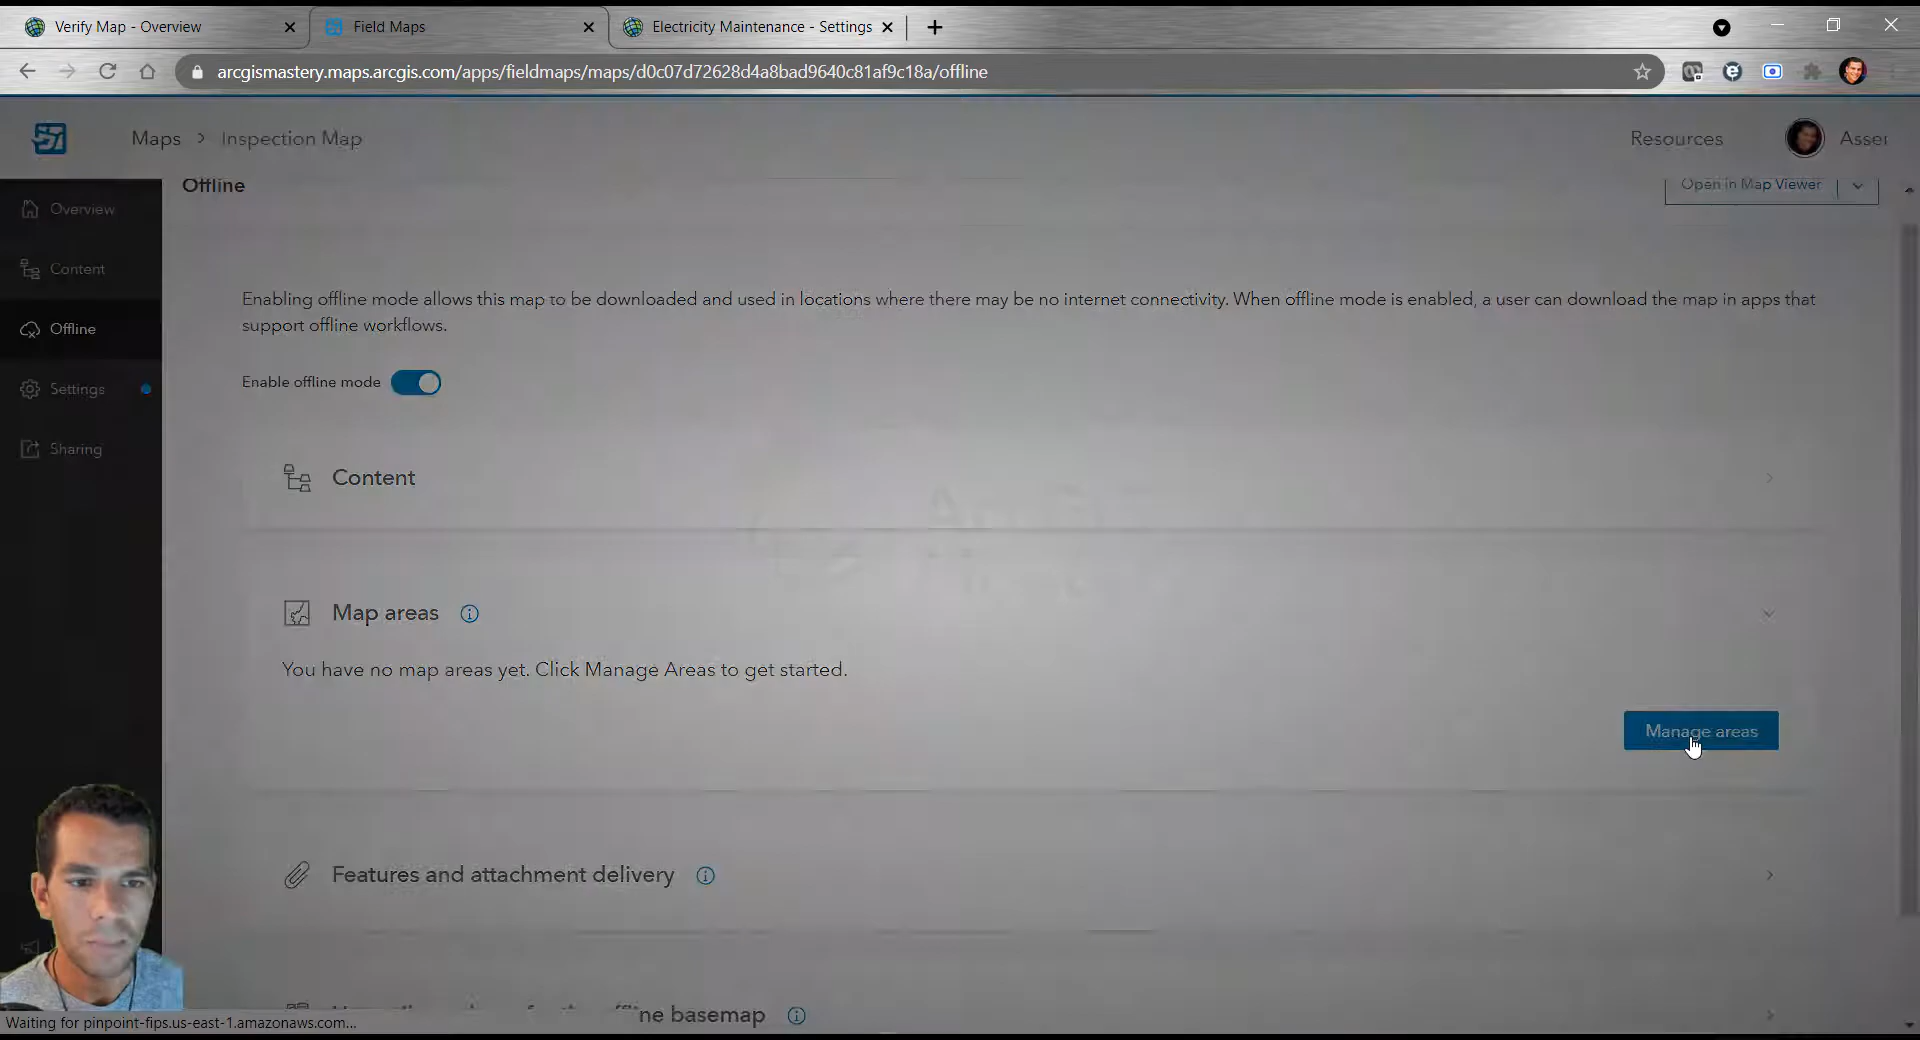 Verify Map - Overview
Field Maps
Electricity Maintenance - Settings
arcgismastery.maps.arcgis.com/apps/fieldmaps/maps/d0c07d72628d4a8bad9640c81af9c18a/offline
Maps > Inspection Map
Resources
Asser
Offline
Open in Map Viewer
Overview
Content
Offline
Settings
Sharing
Enabling offline mode allows this map to be downloaded and used in locations where there may be no internet connectivity. When offline mode is enabled, a user can download the map in apps that
support offline workflows.
Enable offline mode
Content
Map areas
You have no map areas yet. Click Manage Areas to get started.
Manage areas
Features and attachment delivery
ne basemap
Waiting for pinpoint-fips.us-east-1.amazonaws.com...